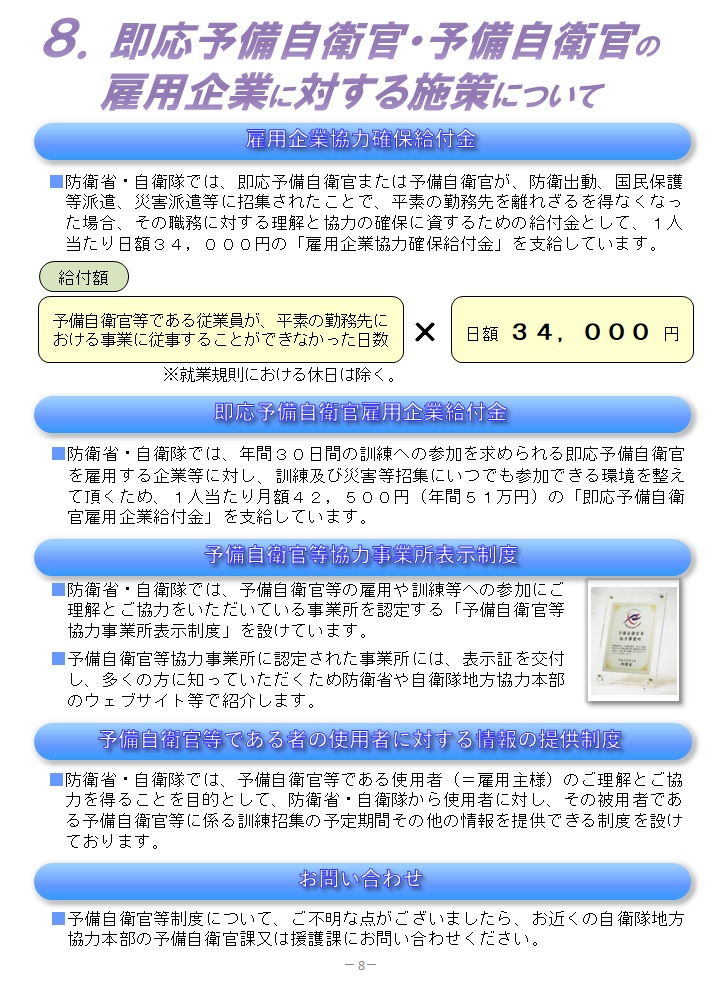 8. 即応予備自衛官・予備自衛官の
雇用企業に対する施策について
雇用企業協力確保給付金
■防衛省・自衛隊では、即応予備自衛官または予備自衛官が、防衛出動、国民保護
等派遣、災害派遣等に招集されたことで、平素の勤務先を離れざるを得なくなっ
た場合、その職務に対する理解と協力の確保に資するための給付金として、１人
当たり日額３４，０００円の「雇用企業協力確保給付金」を支給しています。
給付額
予備自衛官等である従業員が、平素の勤務先に
おける事業に従事することができなかった日数
×
日額 ３４，０００ 円
※就業規則における休日は除く。
即応予備自衛官雇用企業給付金
■防衛省・自衛隊では、年間３０日間の訓練への参加を求められる即応予備自衛官
を雇用する企業等に対し、訓練及び災害等招集にいつでも参加できる環境を整え
て頂くため、１人当たり月額４２，５００円（年間５１万円）の「即応予備自衛
官雇用企業給付金」を支給しています。
予備自衛官等協力事業所表示制度
■防衛省・自衛隊では、予備自衛官等の雇用や訓練等への参加にご
理解とご協力をいただいている事業所を認定する「予備自衛官等
協力事業所表示制度」を設けています。
■予備自衛官等協力事業所に認定された事業所には、表示証を交付
し、多くの方に知っていただくため防衛省や自衛隊地方協力本部
のウェブサイト等で紹介します。
予備自衛官等
協力事業所
予備自衛官等である者の使用者に対する情報の提供制度
■防衛省・自衛隊では、予備自衛官等である使用者（＝雇用主様）のご理解とご協
力を得ることを目的として、防衛省・自衛隊から使用者に対し、その被用者であ
る予備自衛官等に係る訓練招集の予定期間その他の情報を提供できる制度を設け
ております。
お問い合わせ
■予備自衛官等制度について、ご不明な点がございましたら、お近くの自衛隊地方
協力本部の予備自衛官課又は援護課にお問い合わせください。
－8－